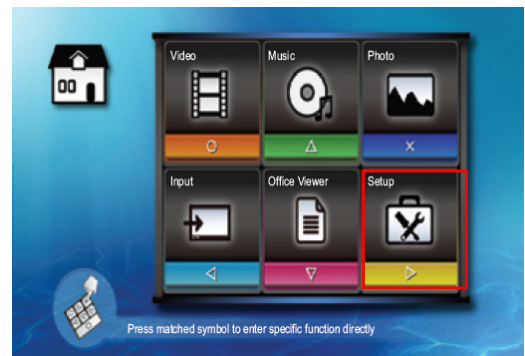 Video
Music
Photo
Input
Office Viewer
Setup
Press matched symbol to enter specific function directly